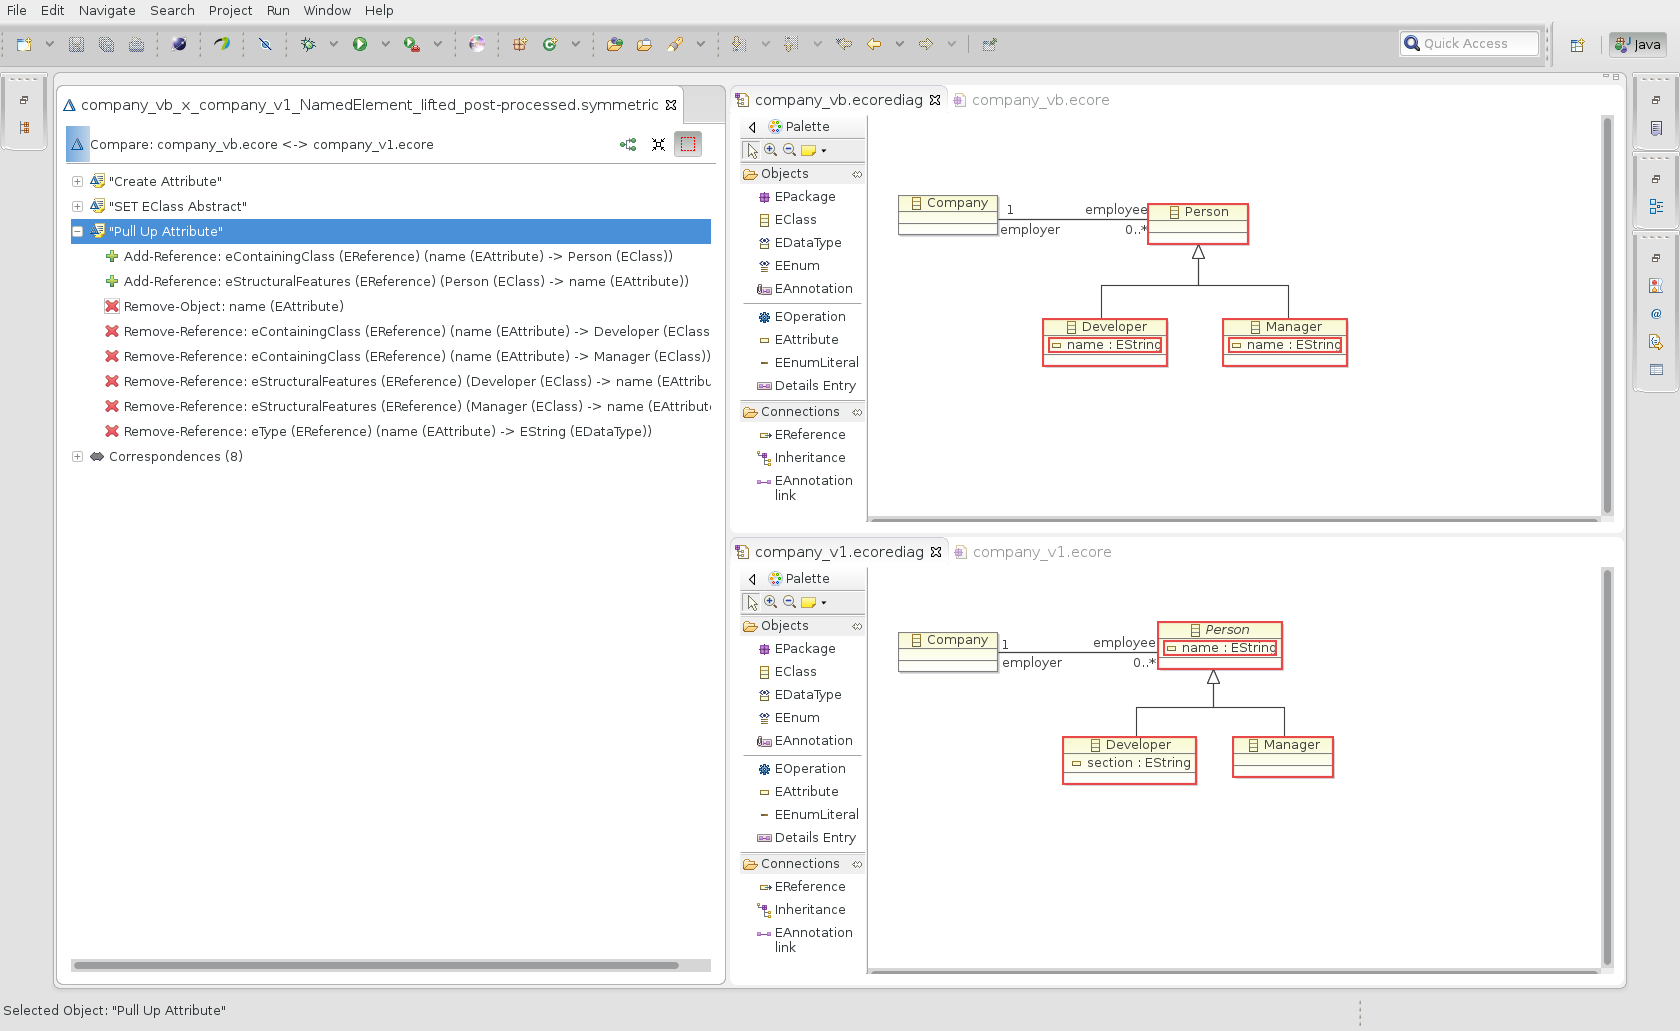 File Edit Navigate Search Project Run Window Help
Quick Access
Java
company_vb_x_company_v1_NamedElement_lifted_post-processed.symmetric
Compare: company_vb.ecore <-> company_v1.ecore
"Create Attribute"
"SET EClass Abstract"
"Pull Up Attribute"
Add-Reference: eContainingClass (EReference) (name (EAttribute) -> Person (EClass))
Add-Reference: eStructuralFeatures (EReference) (Person (EClass) -> name (EAttribute))
Remove-Object: name (EAttribute)
Remove-Reference: eContainingClass (EReference) (name (EAttribute) -> Developer (EClass
Remove-Reference: eContainingClass (EReference) (name (EAttribute) -> Manager (EClass))
Remove-Reference: eStructuralFeatures (EReference) (Developer (EClass) -> name (EAttribu
Remove-Reference: eStructuralFeatures (EReference) (Manager (EClass) -> name (EAttribut
Remove-Reference: eType (EReference) (name (EAttribute) -> EString (EDataType))
Correspondences (8)
company_vb.ecorediag
company_vb.ecore
Palette
Objects
EPackage
EClass
EDataType
EEnum
EAnnotation
EOperation
EAttribute
EEnumLiteral
Details Entry
Connections
EReference
Inheritance
EAnnotation
link
Company
1
employer
employee
0..*
Person
Developer
name : EString
Manager
name : EString
company_v1.ecorediag
company_v1.ecore
Palette
Objects
EPackage
EClass
EDataType
EEnum
EAnnotation
EOperation
EAttribute
EEnumLiteral
Details Entry
Connections
EReference
Inheritance
EAnnotation
link
Company
1
employer
employee
0..*
Person
name : EString
Developer
section : EString
Manager
Selected Object: "Pull Up Attribute"